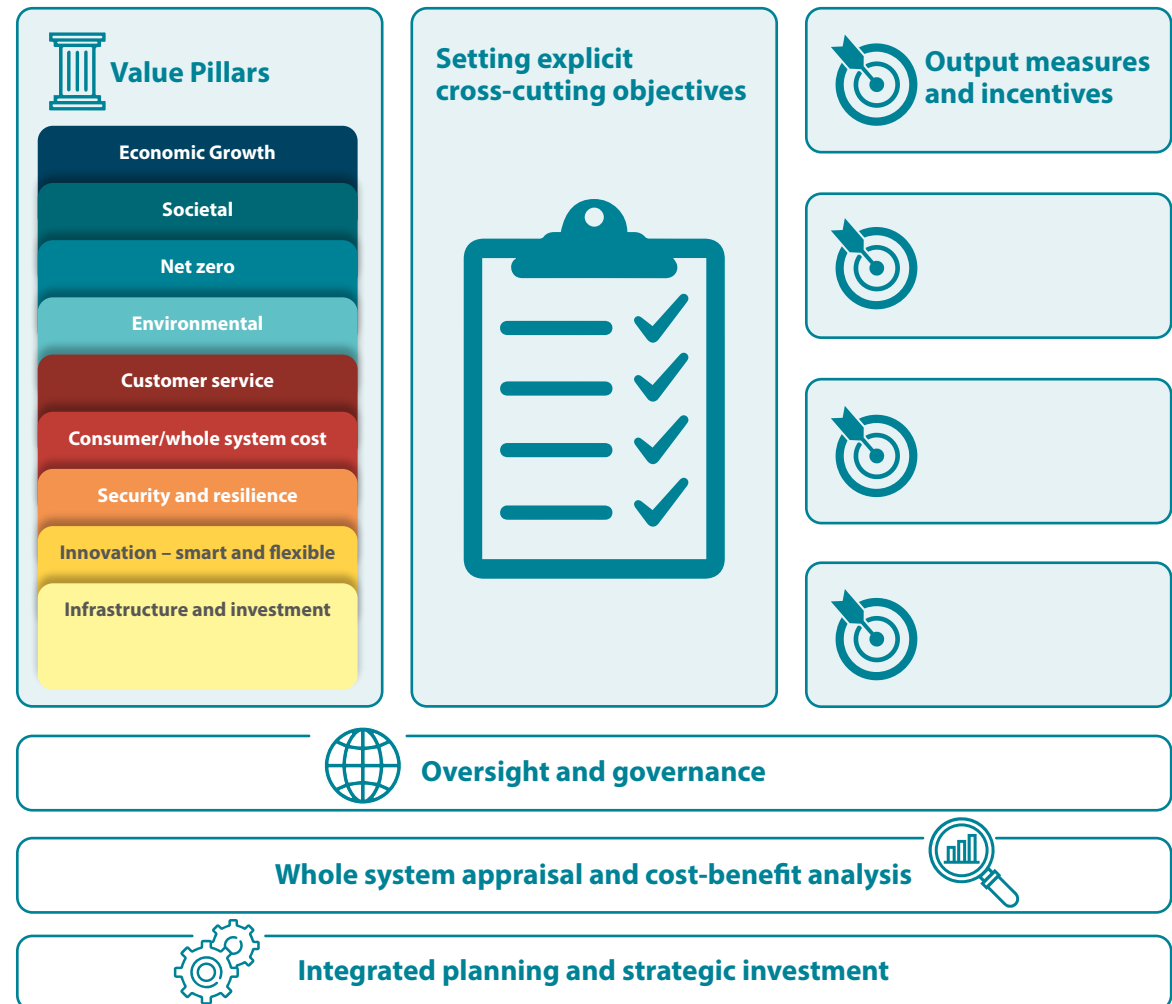 Value Pillars
Economic Growth
Societal
Net zero
Environmental
Customer service
Consumer/whole system cost
Security and resilience
Innovation – smart and flexible
Infrastructure and investment
Setting explicit
cross-cutting objectives
Output measures
and incentives
Oversight and governance
Whole system appraisal and cost-benefit analysis
Integrated planning and strategic investment